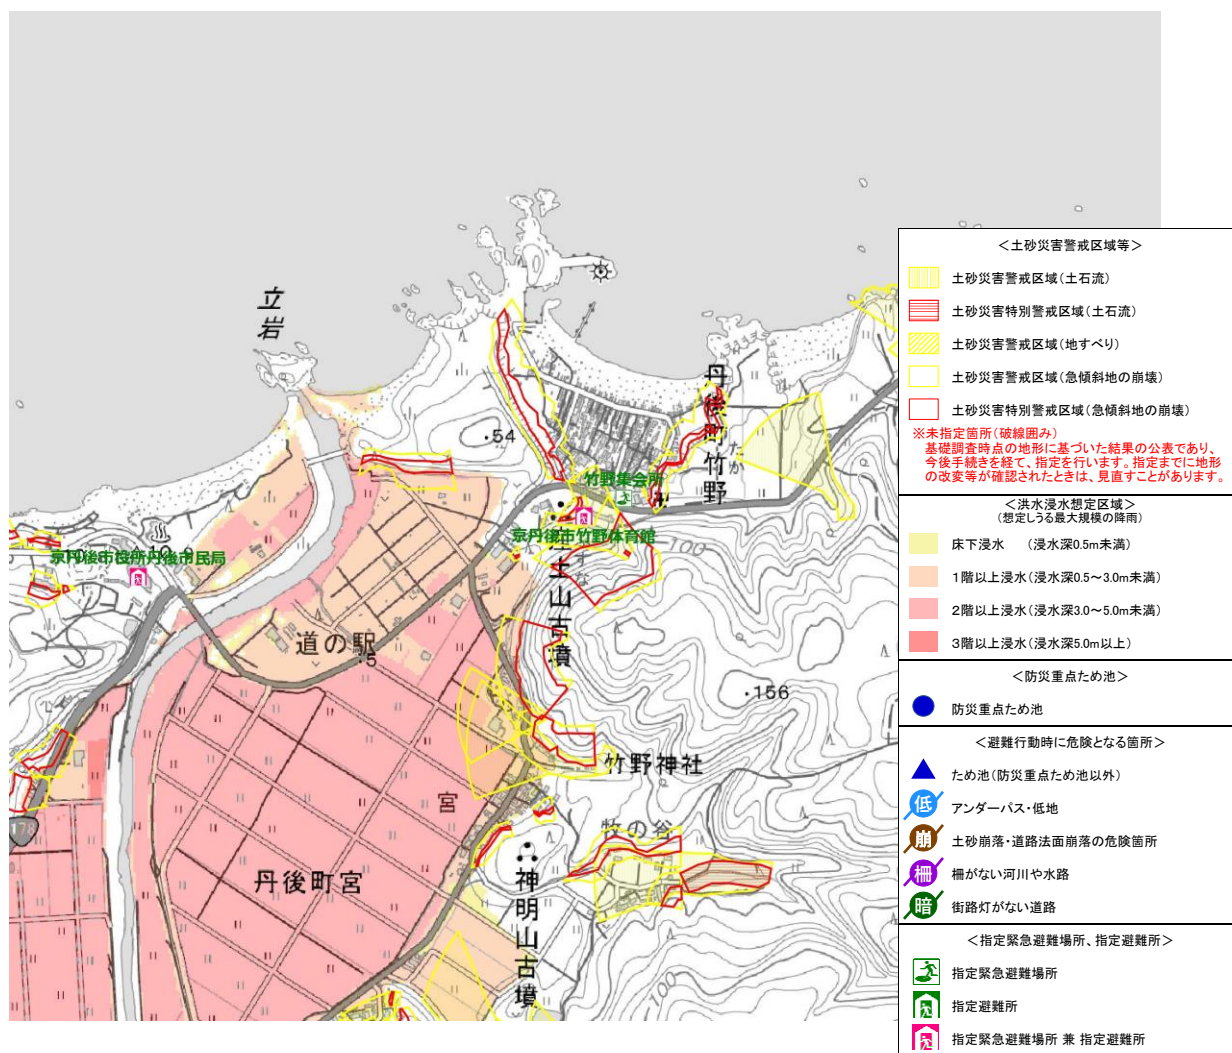 立岩
・54
丹後町竹野
たか
竹野集会所
京丹後市竹野体育館
産土山古墳
100
京丹後市役所丹後市民局
道の駅
・5
・156
竹野神社
宮
竹の谷
丹後町宮
神明山古墳
100
178
＜土砂災害警戒区域等＞
土砂災害警戒区域(土石流)
土砂災害特別警戒区域(土石流)
土砂災害警戒区域(地すべり)
土砂災害警戒区域(急傾斜地の崩壊)
土砂災害特別警戒区域(急傾斜地の崩壊)
※未指定箇所(破線囲み)
基礎調査時点の地形に基づいた結果の公表であり、
今後手続きを経て、指定を行います。指定までに地形
の改変等が確認されたときは、見直すことがあります。
＜洪水浸水想定区域＞
(想定しうる最大規模の降雨)
床下浸水　(浸水深0.5m未満)
1階以上浸水(浸水深0.5～3.0m未満)
2階以上浸水(浸水深3.0～5.0m未満)
3階以上浸水(浸水深5.0m以上)
＜防災重点ため池＞
防災重点ため池
＜避難行動時に危険となる箇所＞
ため池(防災重点ため池以外)
低 アンダーパス・低地
崩 土砂崩落・道路法面崩落の危険箇所
柵 柵がない河川や水路
暗 街路灯がない道路
＜指定緊急避難場所、指定避難所＞
指定緊急避難場所
指定避難所
指定緊急避難場所 兼 指定避難所